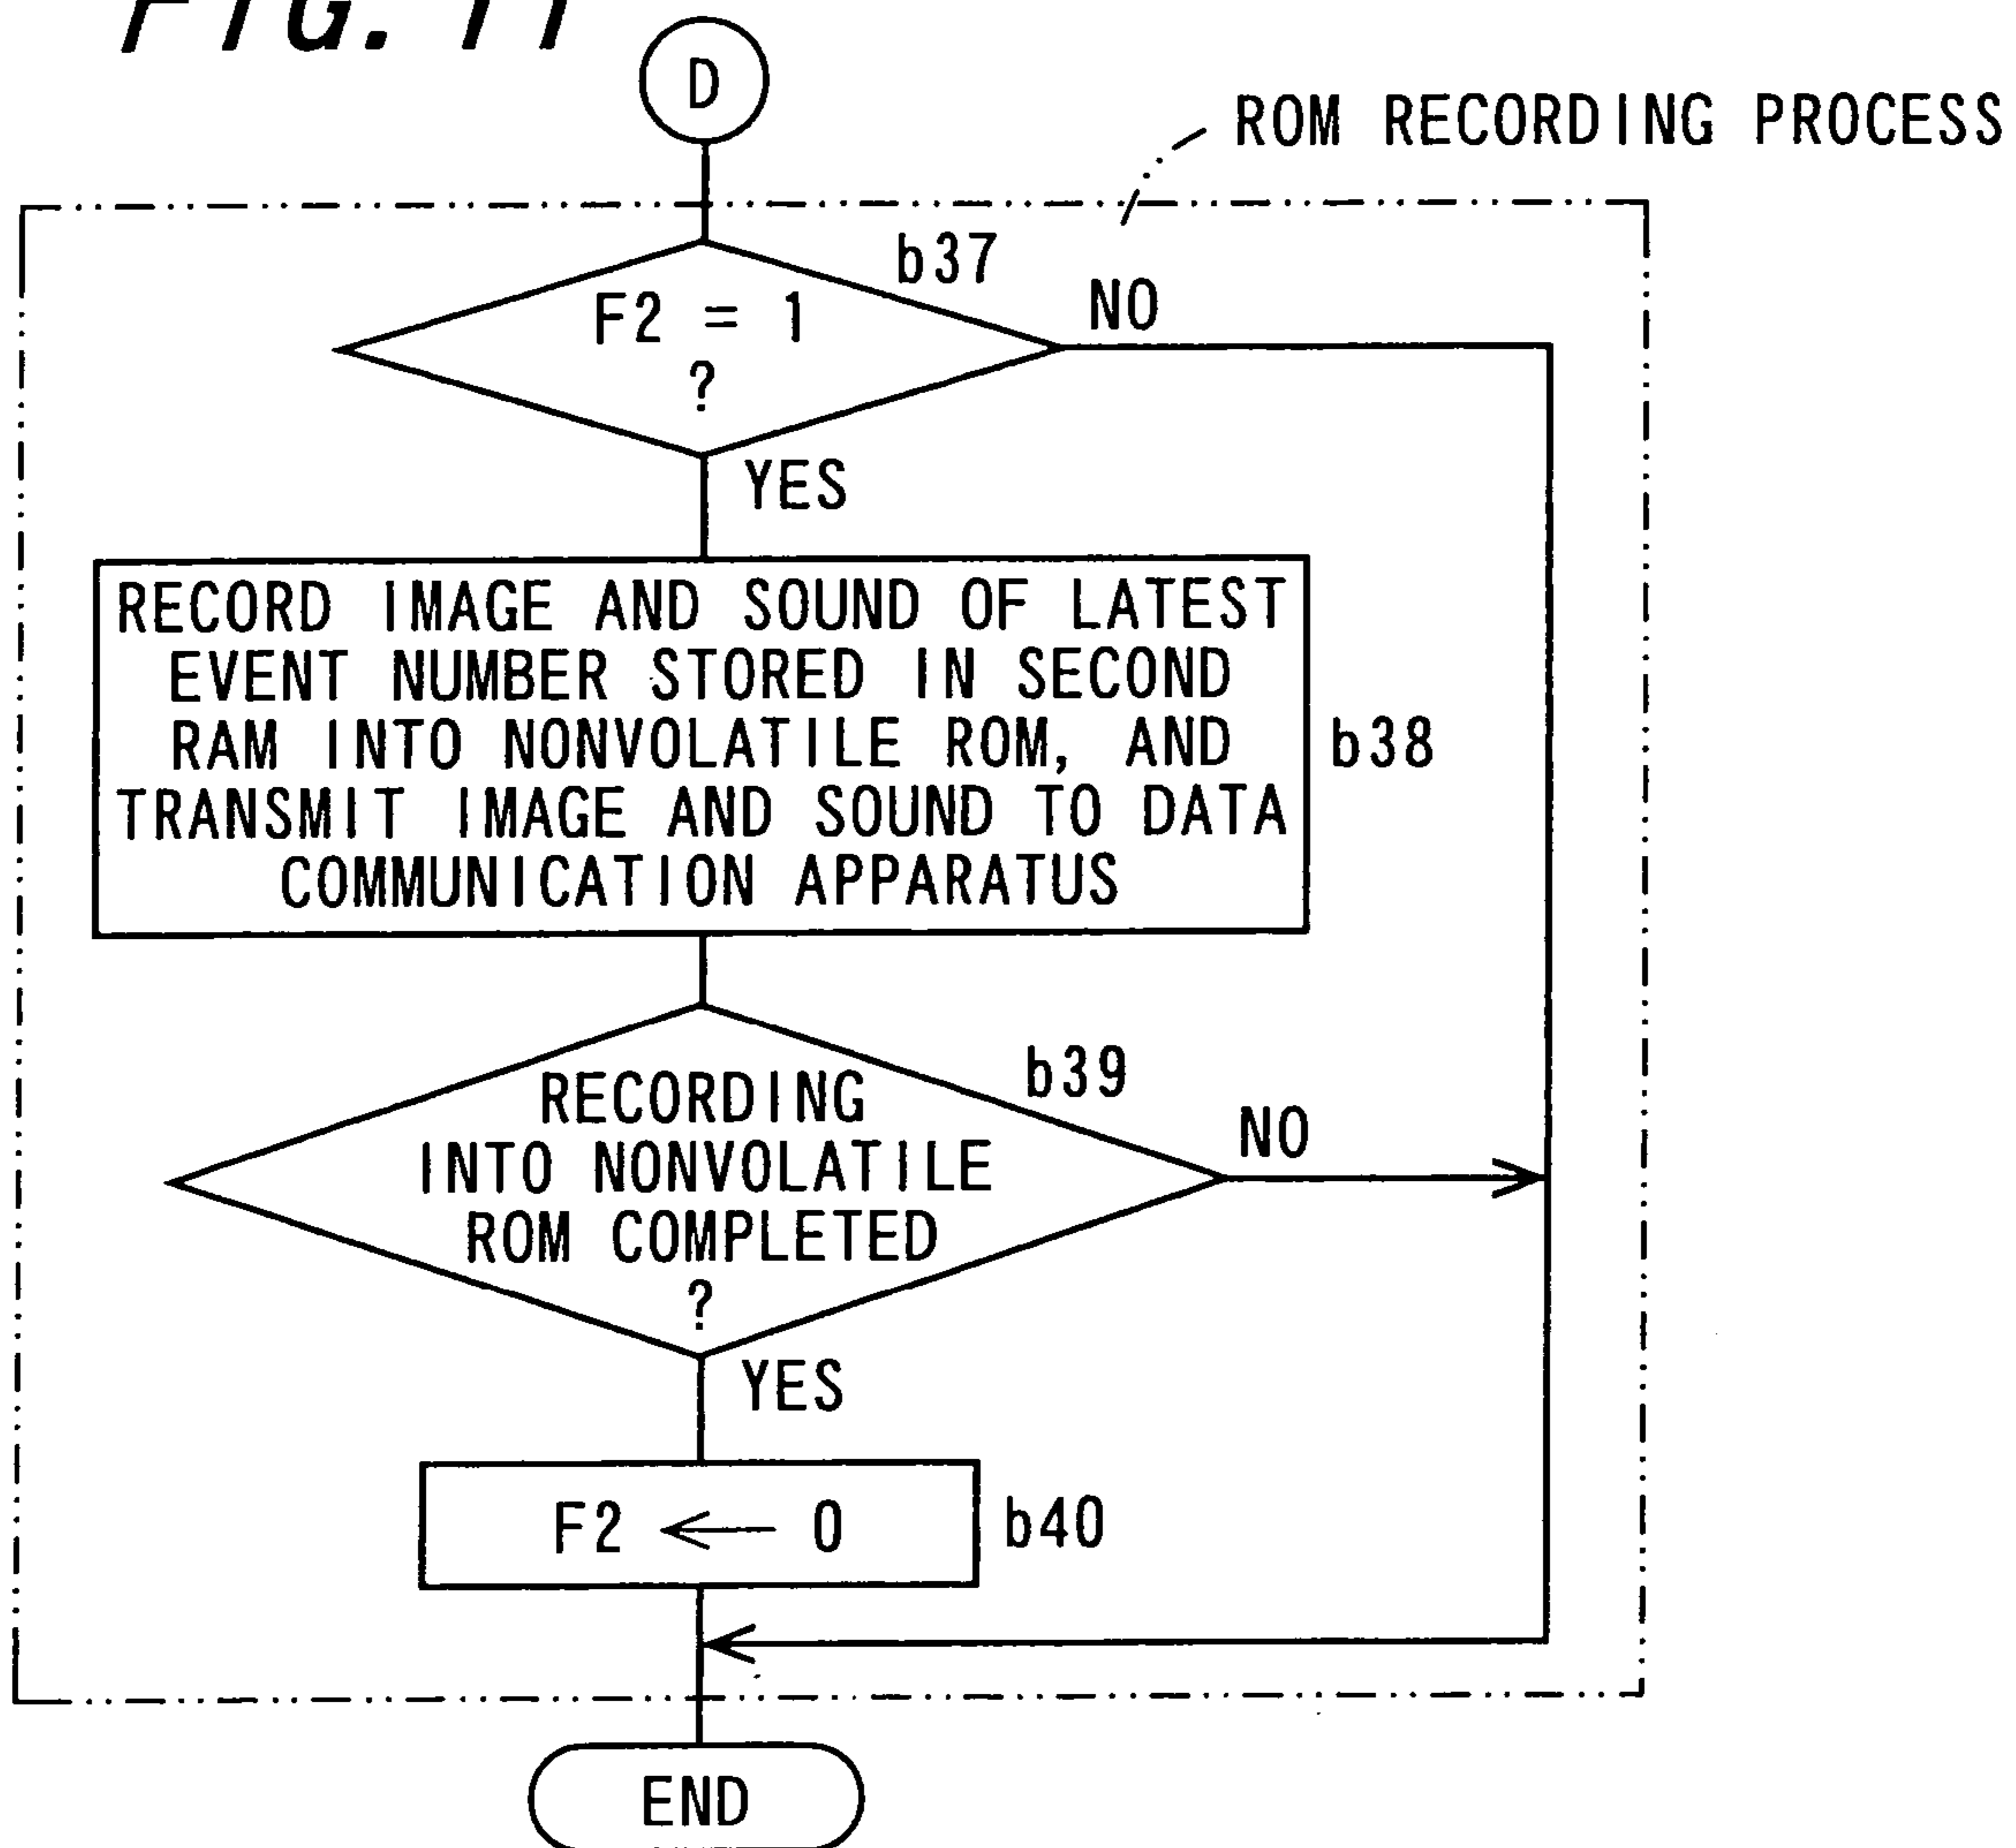 FIG. 11
D
ROM RECORDING PROCESS
b37
F2 = 1
?
NO
YES
RECORD IMAGE AND SOUND OF LATEST
EVENT NUMBER STORED IN SECOND
RAM INTO NONVOLATILE ROM, AND
TRANSMIT IMAGE AND SOUND TO DATA
COMMUNICATION APPARATUS
b38
b39
RECORDING
INTO NONVOLATILE
ROM COMPLETED
?
NO
YES
F2 ← 0
b40
END